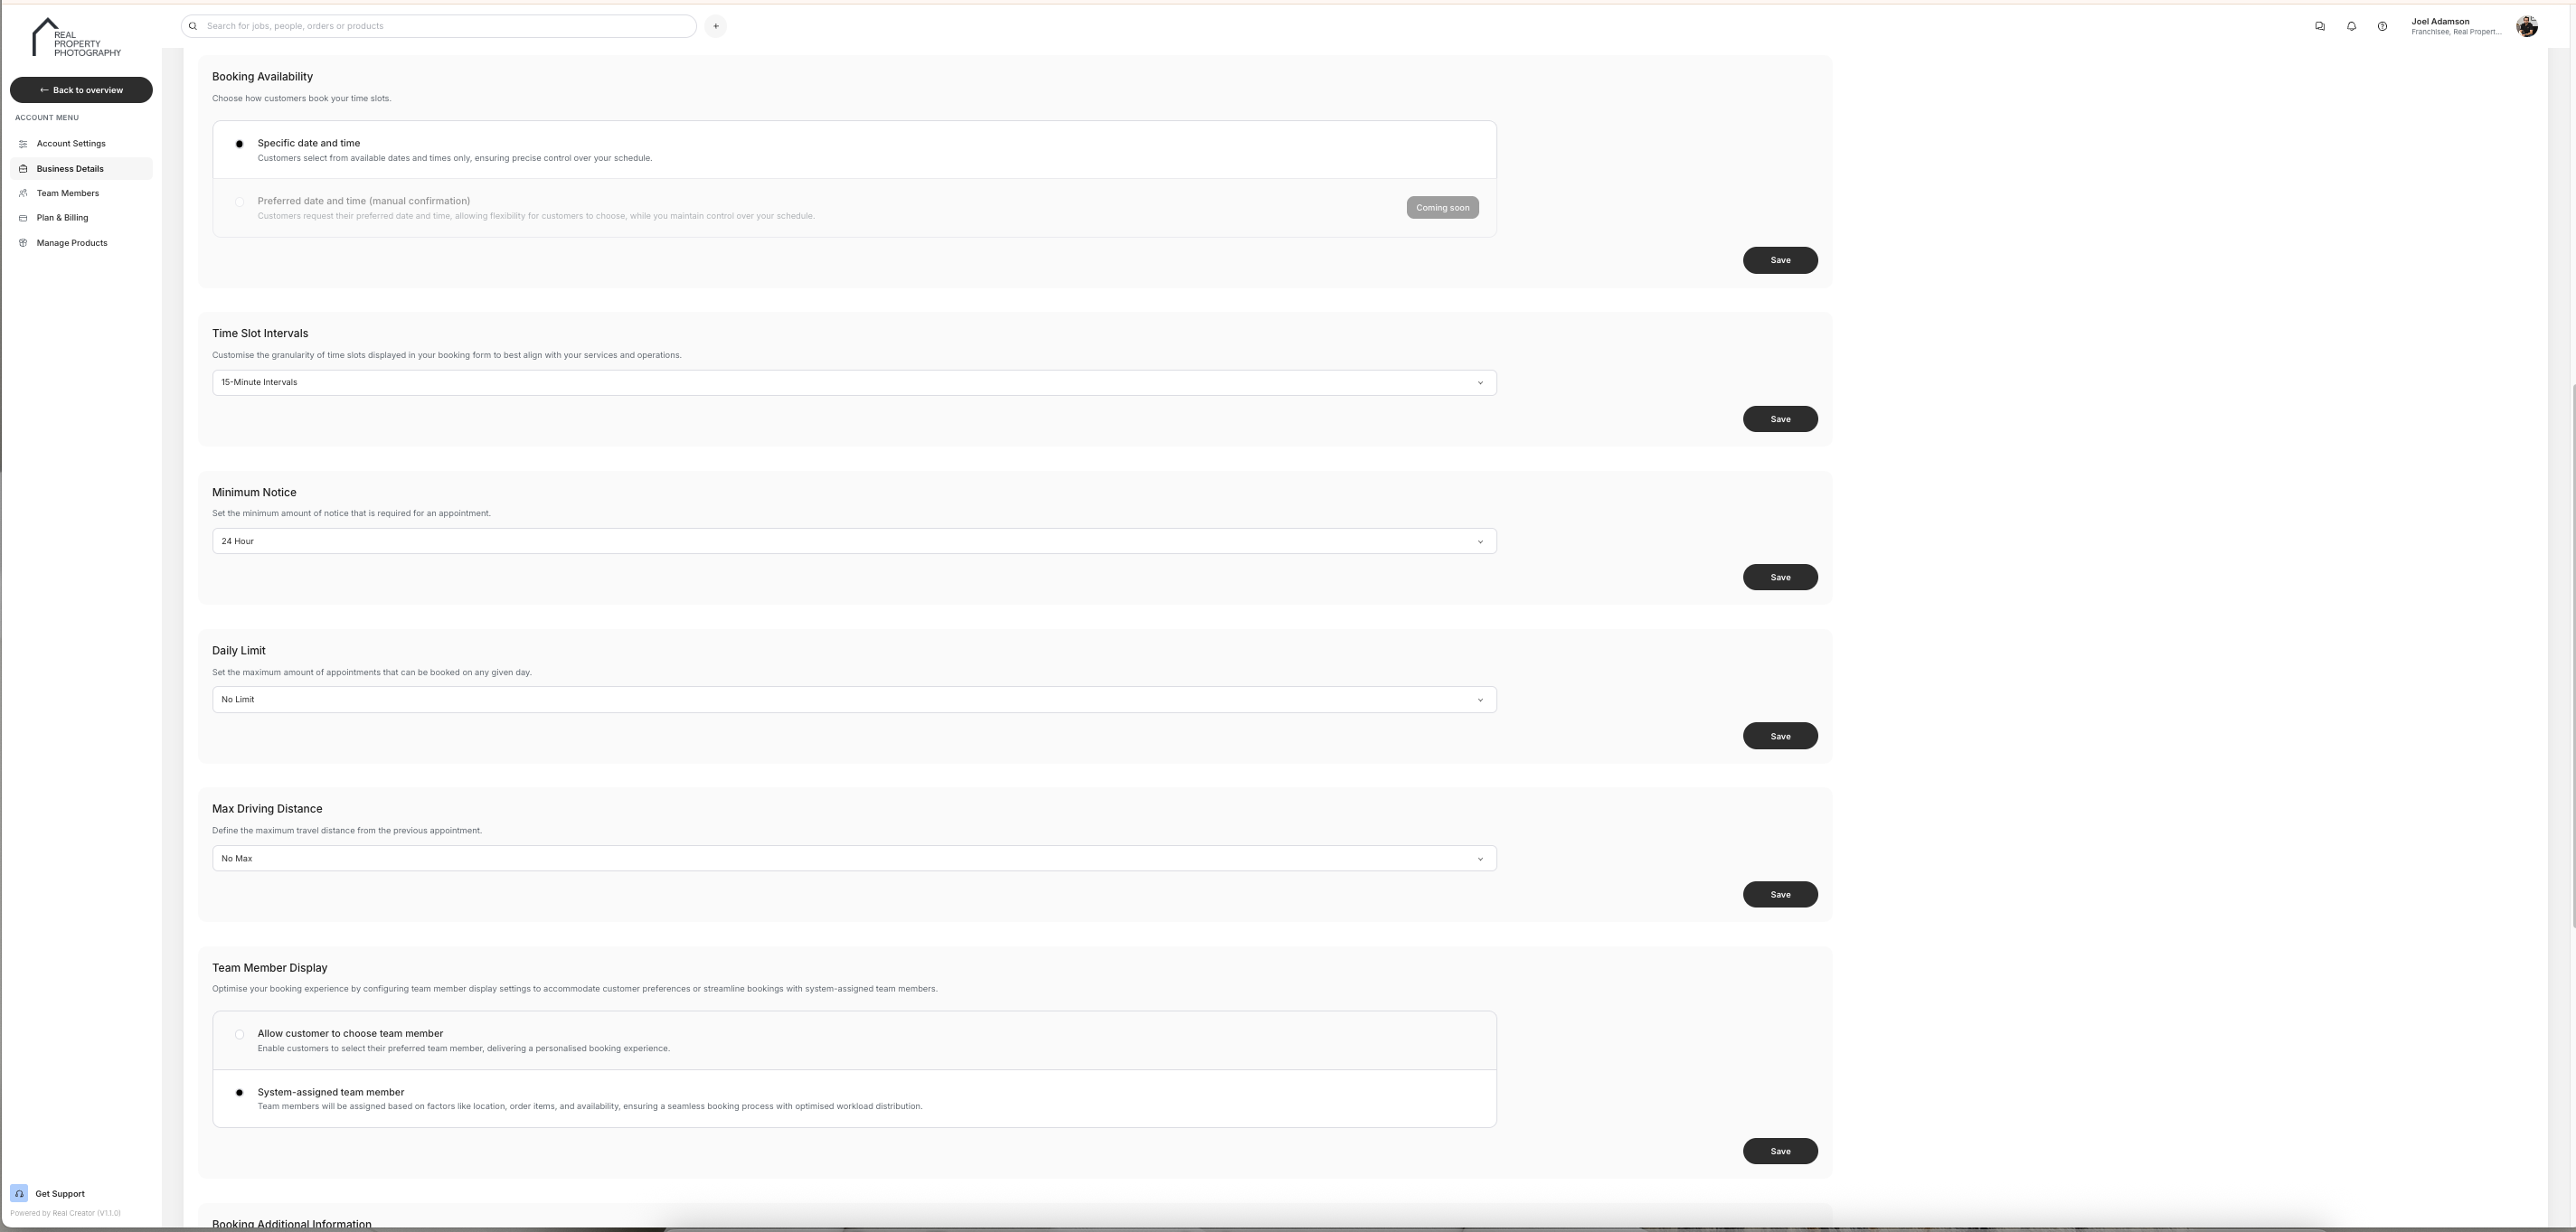 REAL
PROPERTY
PHOTOGRAPHY
Search for jobs, people, orders or products
+
Joel Adamson
Franchisee, Real Propert...
← Back to overview
ACCOUNT MENU
Account Settings
Business Details
Team Members
Plan & Billing
Manage Products
Booking Availability
Choose how customers book your time slots.
Specific date and time
Customers select from available dates and times only, ensuring precise control over your schedule.
Preferred date and time (manual confirmation)
Customers request their preferred date and time, allowing flexibility for customers to choose, while you maintain control over your schedule.
Coming soon
Save
Time Slot Intervals
Customise the granularity of time slots displayed in your booking form to best align with your services and operations.
15-Minute Intervals
Save
Minimum Notice
Set the minimum amount of notice that is required for an appointment.
24 Hour
Save
Daily Limit
Set the maximum amount of appointments that can be booked on any given day.
No Limit
Save
Max Driving Distance
Define the maximum travel distance from the previous appointment.
No Max
Save
Team Member Display
Optimise your booking experience by configuring team member display settings to accommodate customer preferences or streamline bookings with system-assigned team members.
Allow customer to choose team member
Enable customers to select their preferred team member, delivering a personalised booking experience.
System-assigned team member
Team members will be assigned based on factors like location, order items, and availability, ensuring a seamless booking process with optimised workload distribution.
Save
Booking Additional Information
Get Support
Powered by Real Creator (V1.1.0)